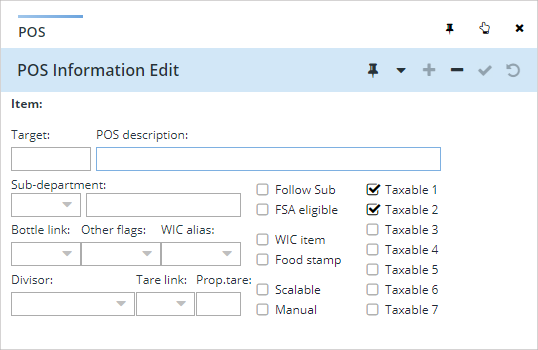 POS
POS Information Edit
Item:
Target: POS description:
Sub-department:
Follow Sub Taxable 1
FSA eligible Taxable 2
Bottle link: Other flags: WIC alias:
Taxable 3
WIC item Taxable 4
Food stamp Taxable 5
Divisor: Tare link: Prop.tare:
Scalable Taxable 6
Manual Taxable 7